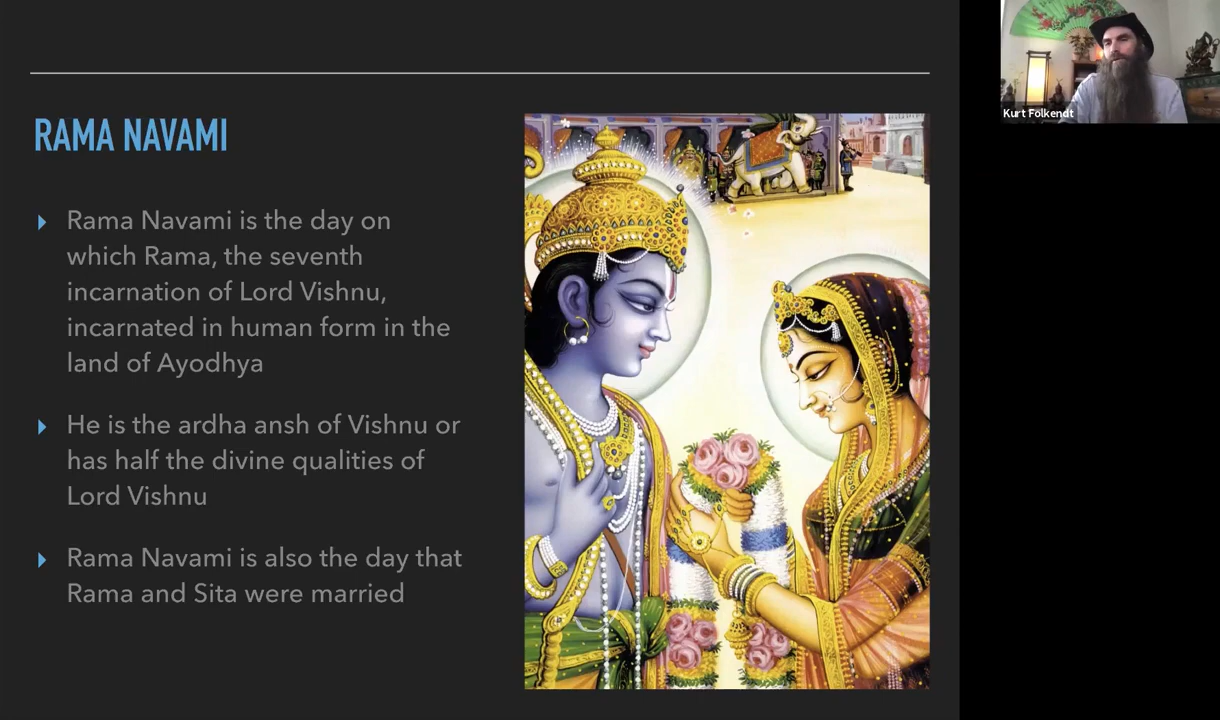 RAMA NAVAMI
Rama Navami is the day on
which Rama, the seventh
incarnation of Lord Vishnu,
incarnated in human form in the
land of Ayodhya
He is the ardha ansh of Vishnu or
has half the divine qualities of
Lord Vishnu
Rama Navami is also the day that
Rama and Sita were married
Kurt Folkendt